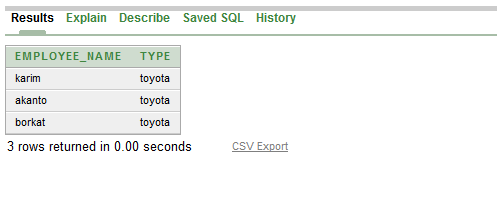 Results Explain Describe Saved SQL History
EMPLOYEE_NAME TYPE
karim toyota
akanto toyota
borkat toyota
3 rows returned in 0.00 seconds CSV Export